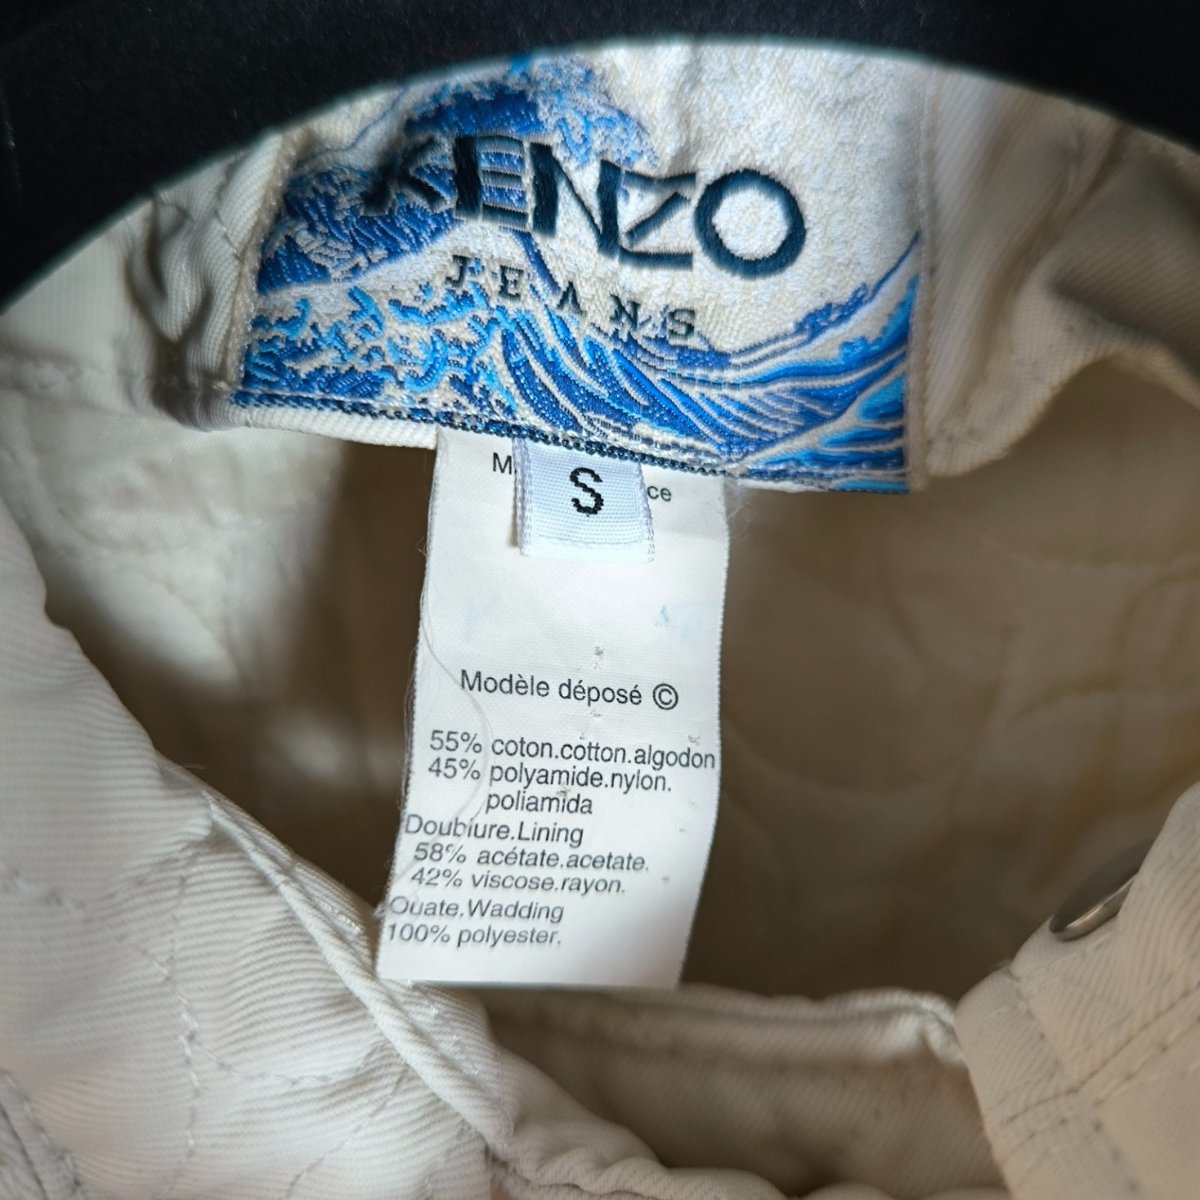 KENZO
JEANS
S
Modèle déposé ©
55% coton.cotton.algodon
45% polyamide.nylon.
poliamida
Doublure.Lining
58% acétate.acetate.
42% viscose.rayon.
Ouate.Wadding
100% polyester.